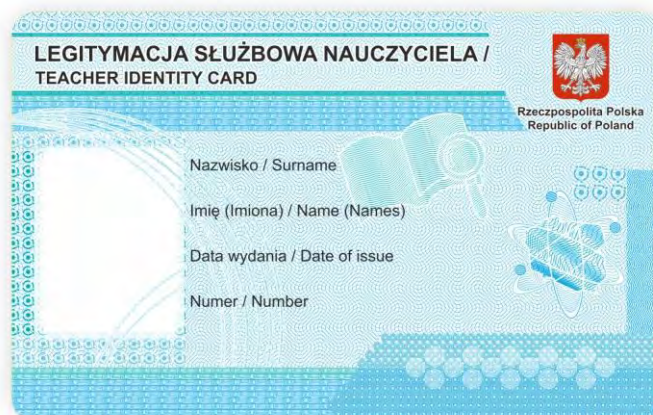 LEGITYMACJA SŁUŻBOWA NAUCZYCIELA /
TEACHER IDENTITY CARD
Rzeczpospolita Polska
Republic of Poland
Nazwisko / Surname
Imię (Imiona) / Name (Names)
Data wydania / Date of issue
Numer / Number